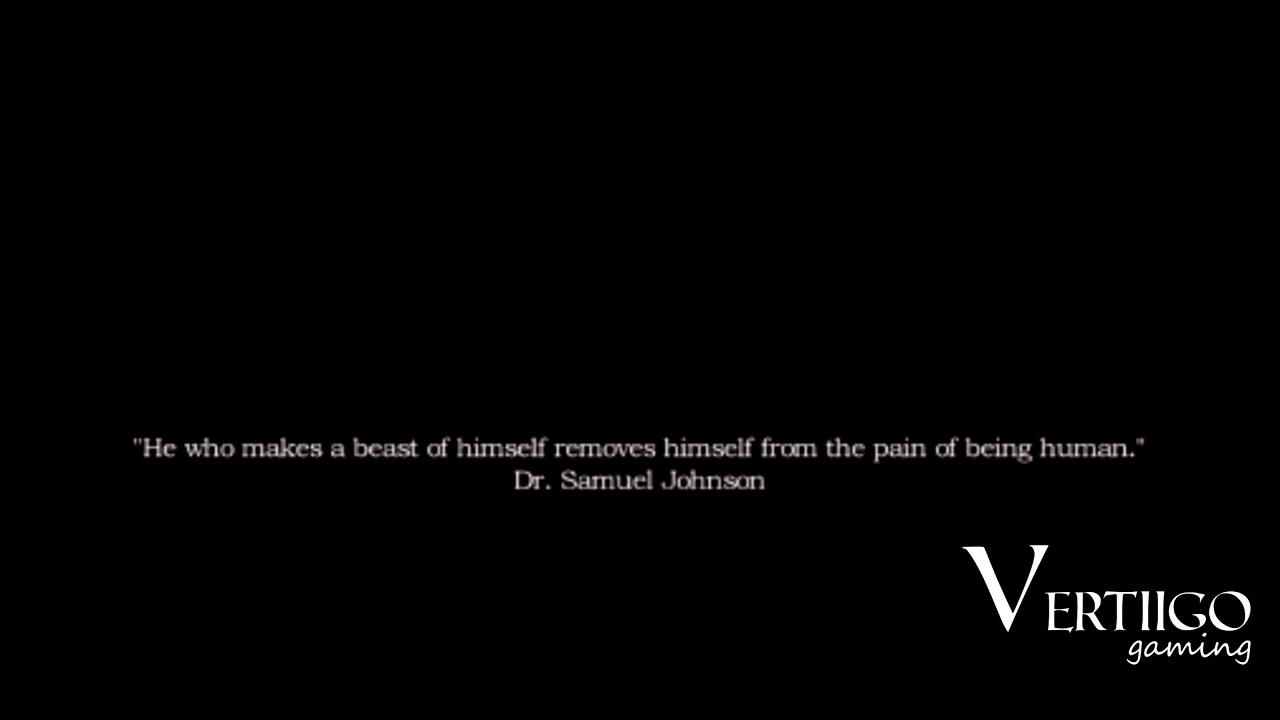 "He who makes a beast of himself removes himself from the pain of being human."
Dr. Samuel Johnson
VERTIIGO
gaming